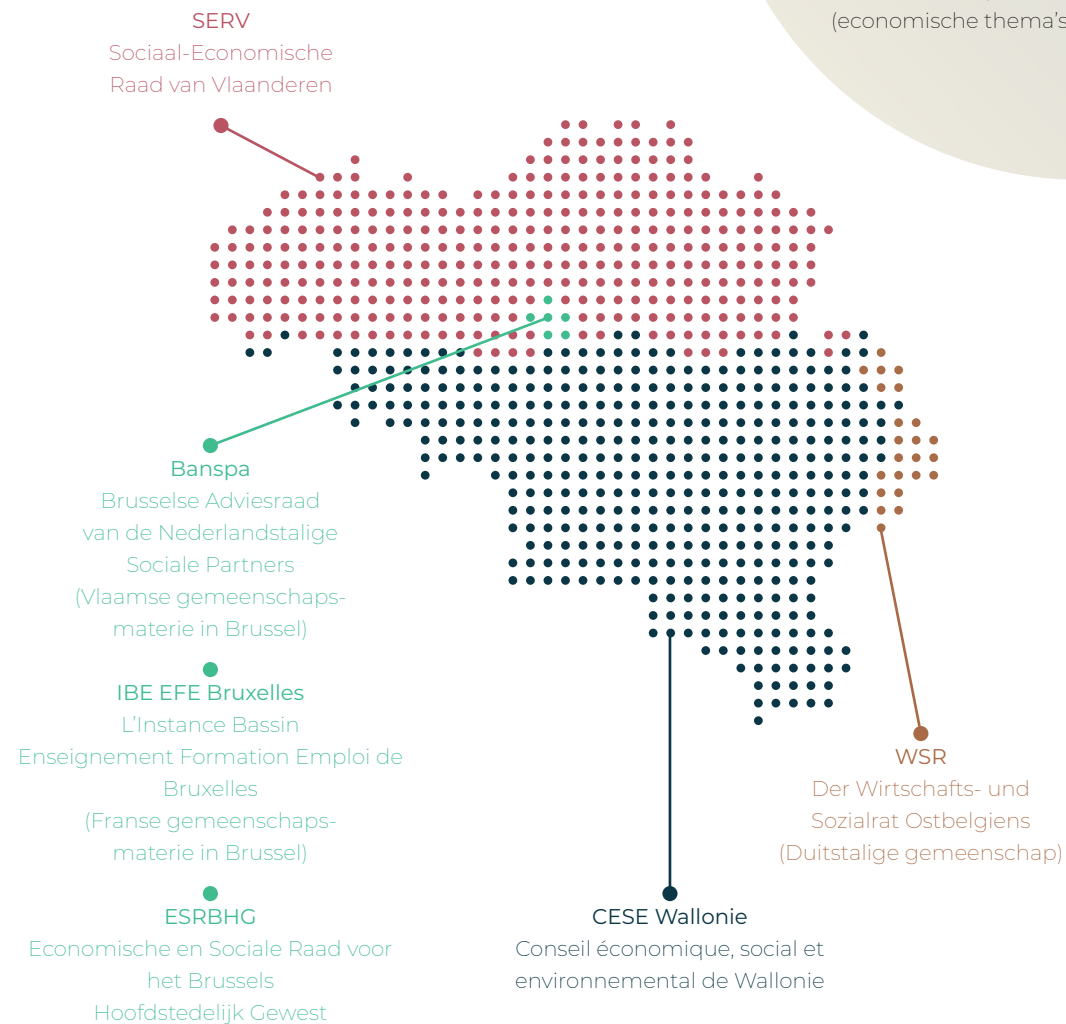 (economische thema's
SERV
Sociaal-Economische
Raad van Vlaanderen
Banspa
Brusselse Adviesraad
van de Nederlandstalige
Sociale Partners
(Vlaamse gemeenschaps-
materie in Brussel)
IBE EFE Bruxelles
L’Instance Bassin
Enseignement Formation Emploi de
Bruxelles
(Franse gemeenschaps-
materie in Brussel)
ESRBHG
Economische en Sociale Raad voor
het Brussels
Hoofdstedelijk Gewest
CESE Wallonie
Conseil économique, social et
environnemental de Wallonie
WSR
Der Wirtschafts- und
Sozialrat Ostbelgiens
(Duitstalige gemeenschap)